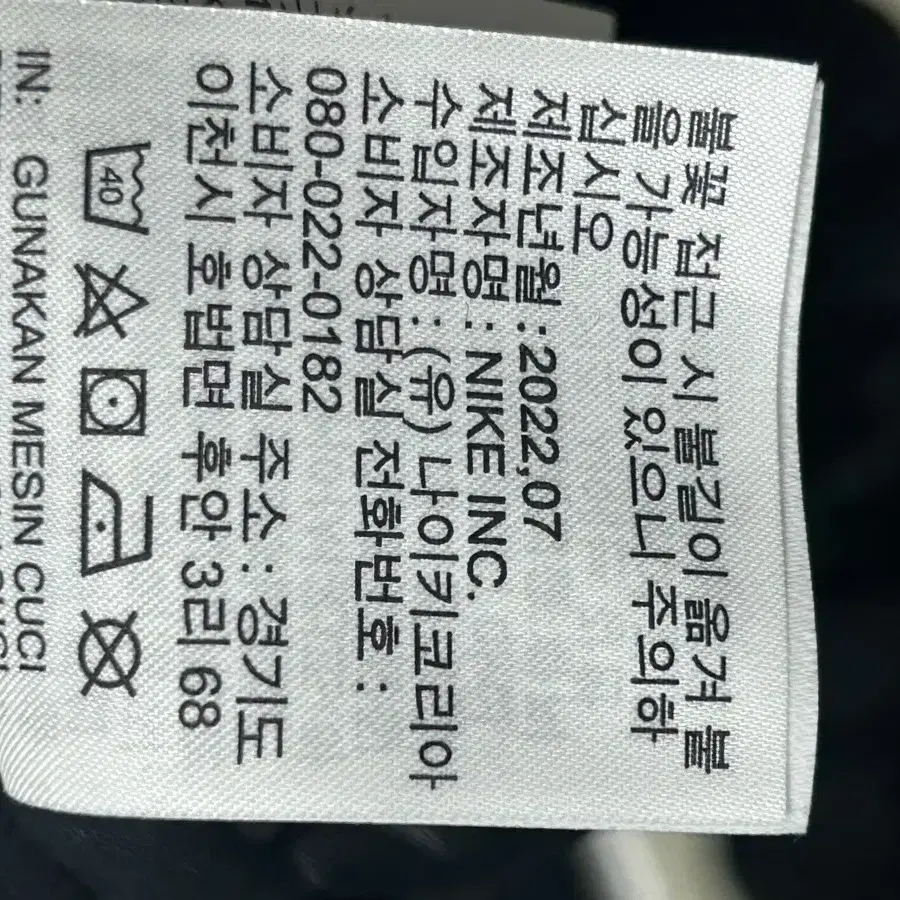 불꽃 접근 시 불길이 옮겨 붙
을 가능성이 있으니 주의하
십시오
제조년월 :2022,07
제조자명 : NIKE INC.
수입자명 : (유) 나이키코리아
소비자 상담실 전화번호 :
080-022-0182
소비자 상담실 주소 : 경기도
이천시 호법면 후안 3리 68
40
IN: GUNAKAN MESIN CUCI